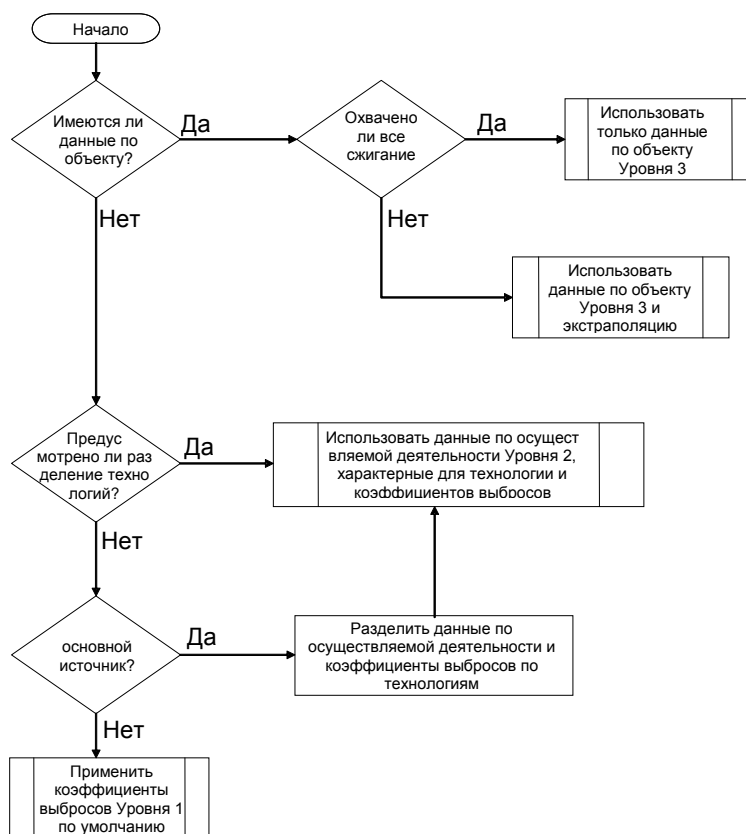 Начало
Имеются ли
данные по
объекту?
Да
Охвачено
ли все
сжигание
Да
Использовать
только данные
по объекту
Уровня 3
Нет
Нет
Использовать
данные по объекту
Уровня 3 и
экстраполяцию
Предус
мотрено ли раз
деление техно
логий?
Да
Использовать данные по осущест
вляемой деятельности Уровня 2,
характерные для технологии и
коэффициентов выбросов
Нет
основной
источник?
Да
Разделить данные по
осуществляемой деятельности и
коэффициенты выбросов по
технологиям
Нет
Применить
коэффициенты
выбросов Уровня 1
по умолчанию